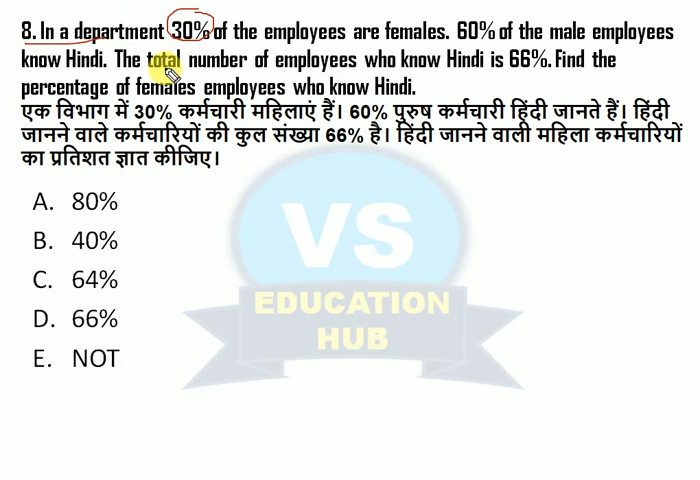 8. In a department 30% of the employees are females. 60% of the male employees
know Hindi. The total number of employees who know Hindi is 66%. Find the
percentage of females employees who know Hindi.
एक विभाग में 30% कर्मचारी महिलाएं हैं। 60% पुरुष कर्मचारी हिंदी जानते हैं। हिंदी
जानने वाले कर्मचारियों की कुल संख्या 66% है। हिंदी जानने वाली महिला कर्मचारियों
का प्रतिशत ज्ञात कीजिए।
A. 80%
B. 40%
C. 64%
D. 66%
E. NOT
VS
EDUCATION
HUB